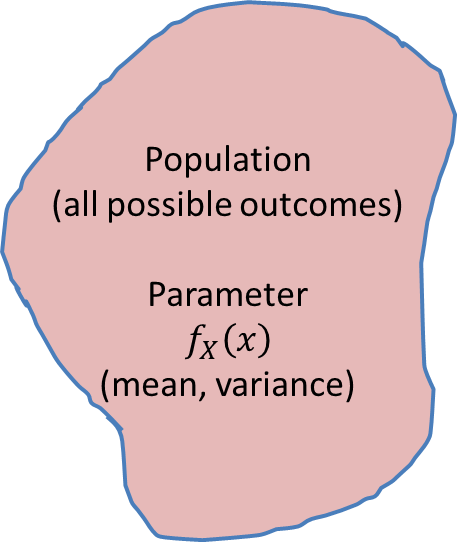 Population
(all possible outcomes)
Parameter
f_X(x)
(mean, variance)